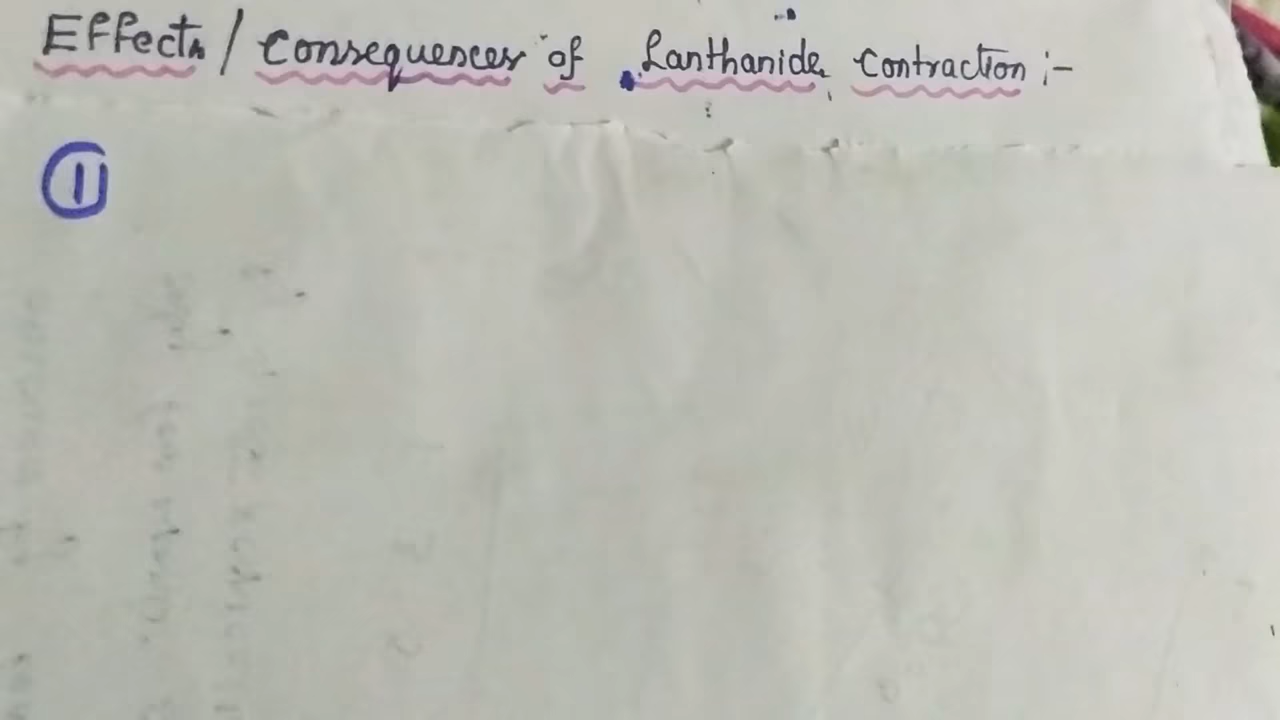 Effects / Consequences of Lanthanide Contraction :-
1